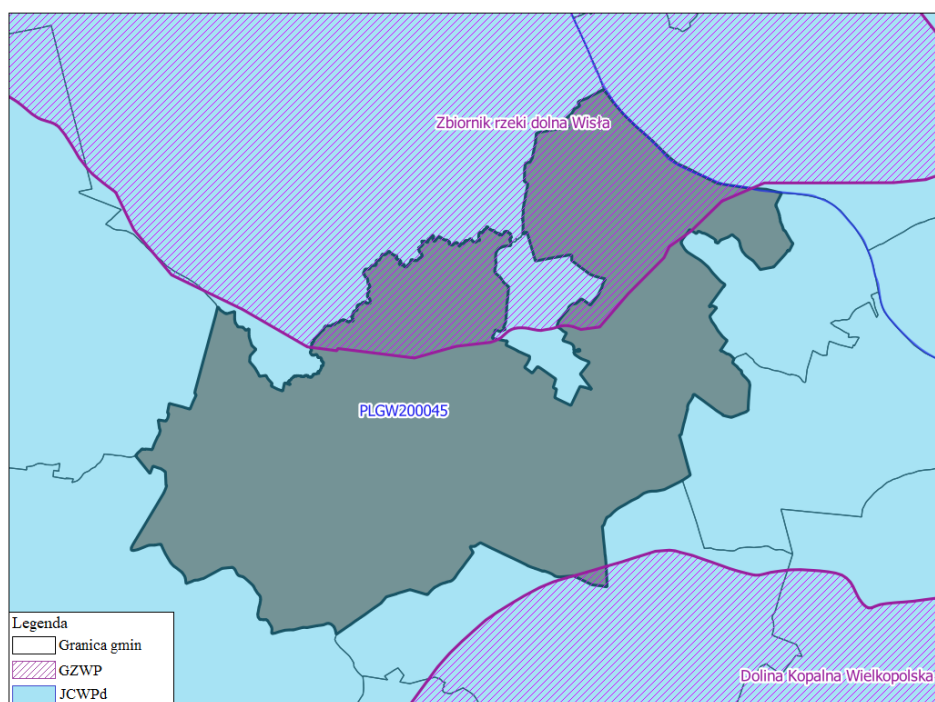 Zbiornik rzeki dolna Wisła
PLGW200045
Dolina Kopalna Wielkopolska
Legenda
Granica gmin
GZWP
JCWPd